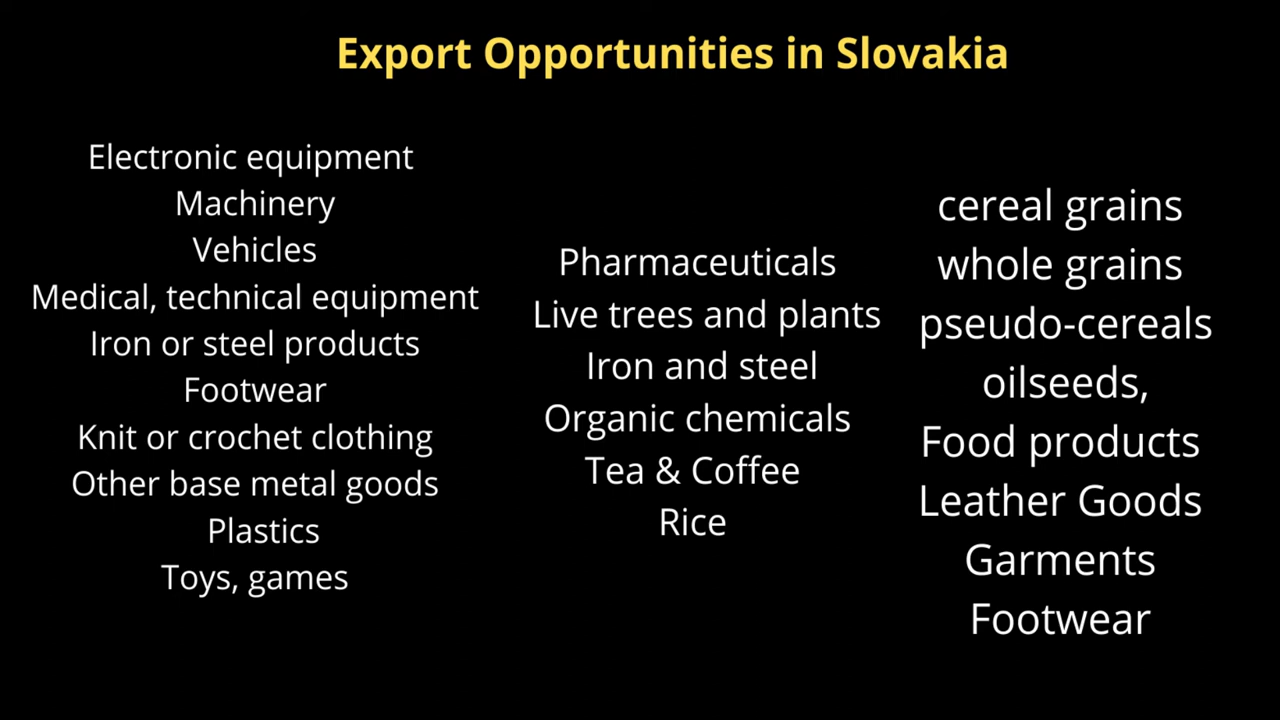 Export Opportunities in Slovakia
Electronic equipment
Machinery
Vehicles
Medical, technical equipment
Iron or steel products
Footwear
Knit or crochet clothing
Other base metal goods
Plastics
Toys, games
Pharmaceuticals
Live trees and plants
Iron and steel
Organic chemicals
Tea & Coffee
Rice
cereal grains
whole grains
pseudo-cereals
oilseeds,
Food products
Leather Goods
Garments
Footwear